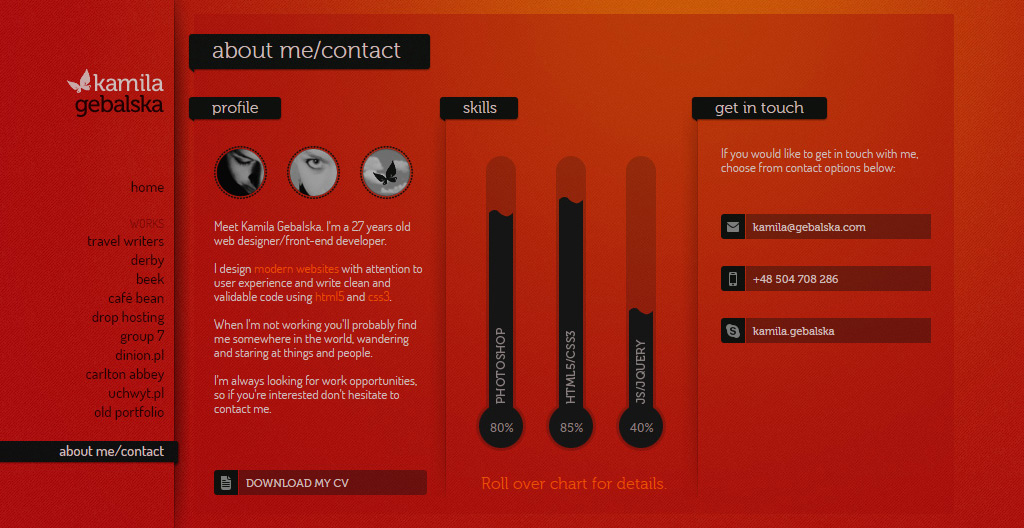 kamila
gebalska
home
WORKS
travel writers
derby
beek
café bean
drop hosting
group 7
dinion.pl
carlton abbey
uchwyt.pl
old portfolio
about me/contact
about me/contact
profile
Meet Kamila Gebalska. I'm a 27 years old
web designer/front-end developer.
I design modern websites with attention to
user experience and write clean and
validable code using html5 and css3.
When I'm not working you'll probably find
me somewhere in the world, wandering
and staring at things and people.
I'm always looking for work opportunities,
so if you're interested don't hesitate to
contact me.
DOWNLOAD MY CV
skills
PHOTOSHOP
80%
HTML5/CSS3
85%
JS/JQUERY
40%
Roll over chart for details.
get in touch
If you would like to get in touch with me,
choose from contact options below:
kamila@gebalska.com
+48 504 708 286
kamila.gebalska